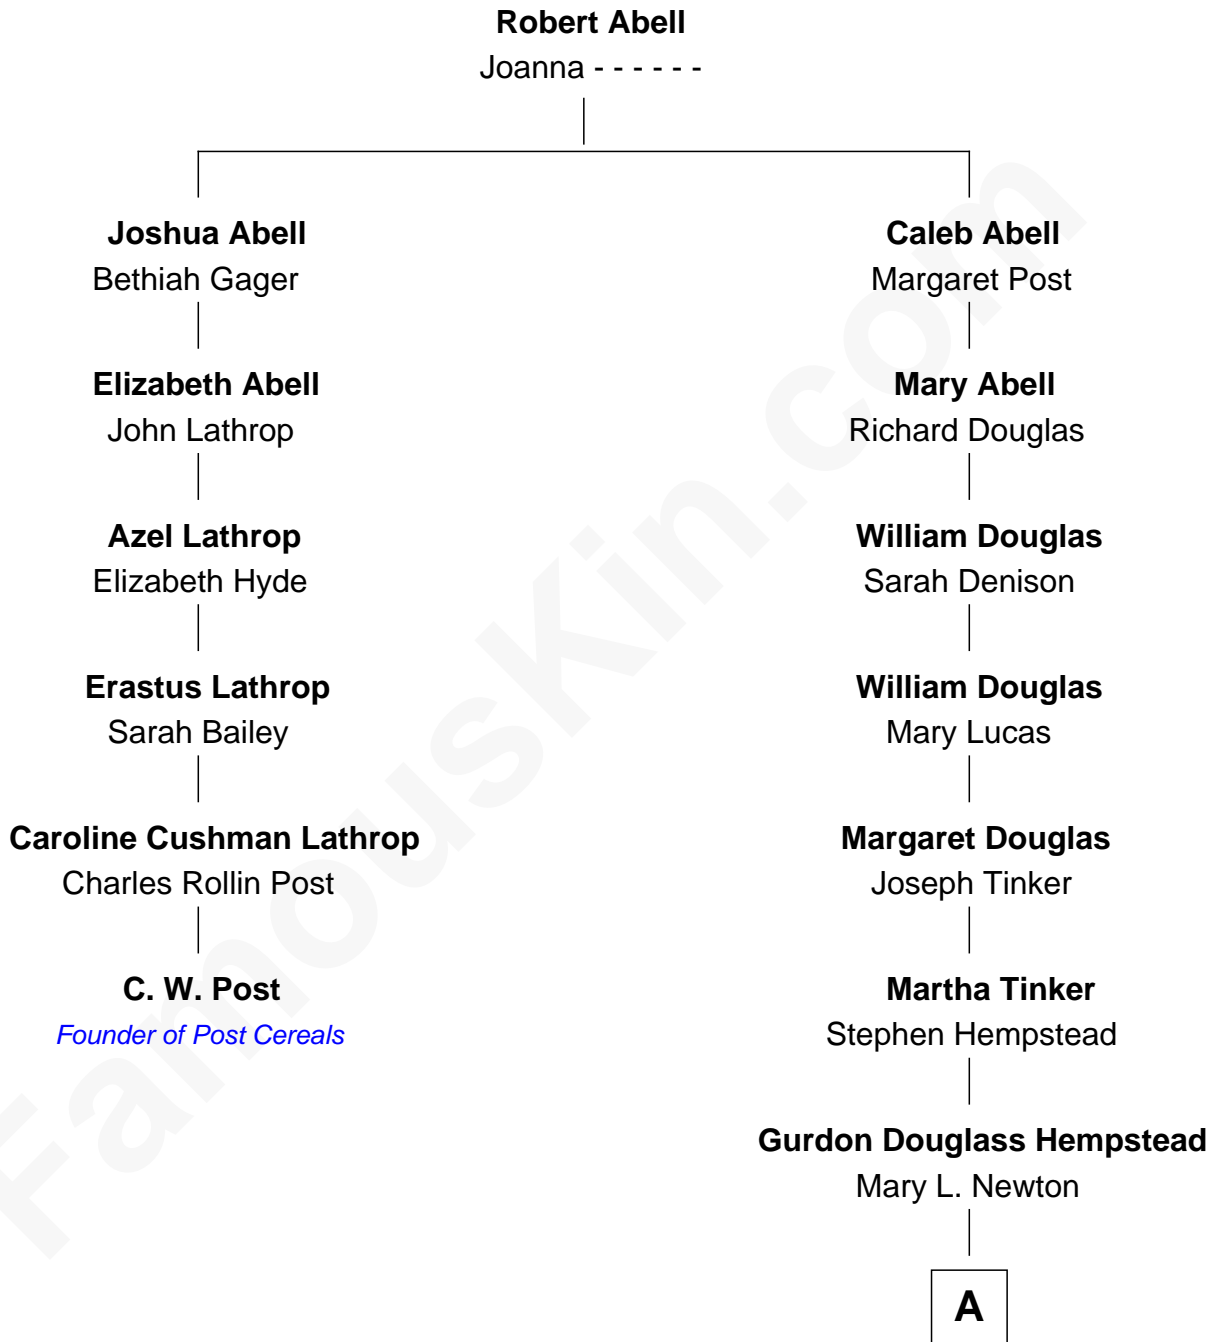 Robert Abell
Joanna - - - - - -
Joshua Abell
Bethiah Gager
Caleb Abell
Margaret Post
Elizabeth Abell
John Lathrop
Mary Abell
Richard Douglas
Azel Lathrop
Elizabeth Hyde
William Douglas
Sarah Denison
Erastus Lathrop
Sarah Bailey
William Douglas
Mary Lucas
Caroline Cushman Lathrop
Charles Rollin Post
Margaret Douglas
Joseph Tinker
C. W. Post
Founder of Post Cereals
Martha Tinker
Stephen Hempstead
Gurdon Douglass Hempstead
Mary L. Newton
A
FamousKin.com